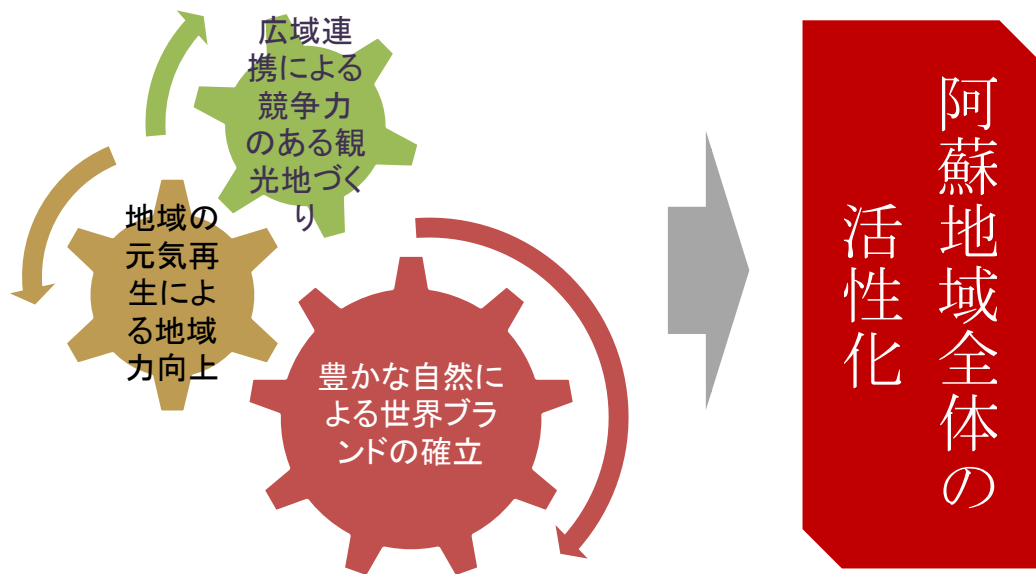 広域連
携による
競争力
のある観
光地づく
り
地域の
元気再
生によ
る地域
力向上
豊かな自然に
よる世界ブラ
ンドの確立
阿蘇地域全体の
活性化